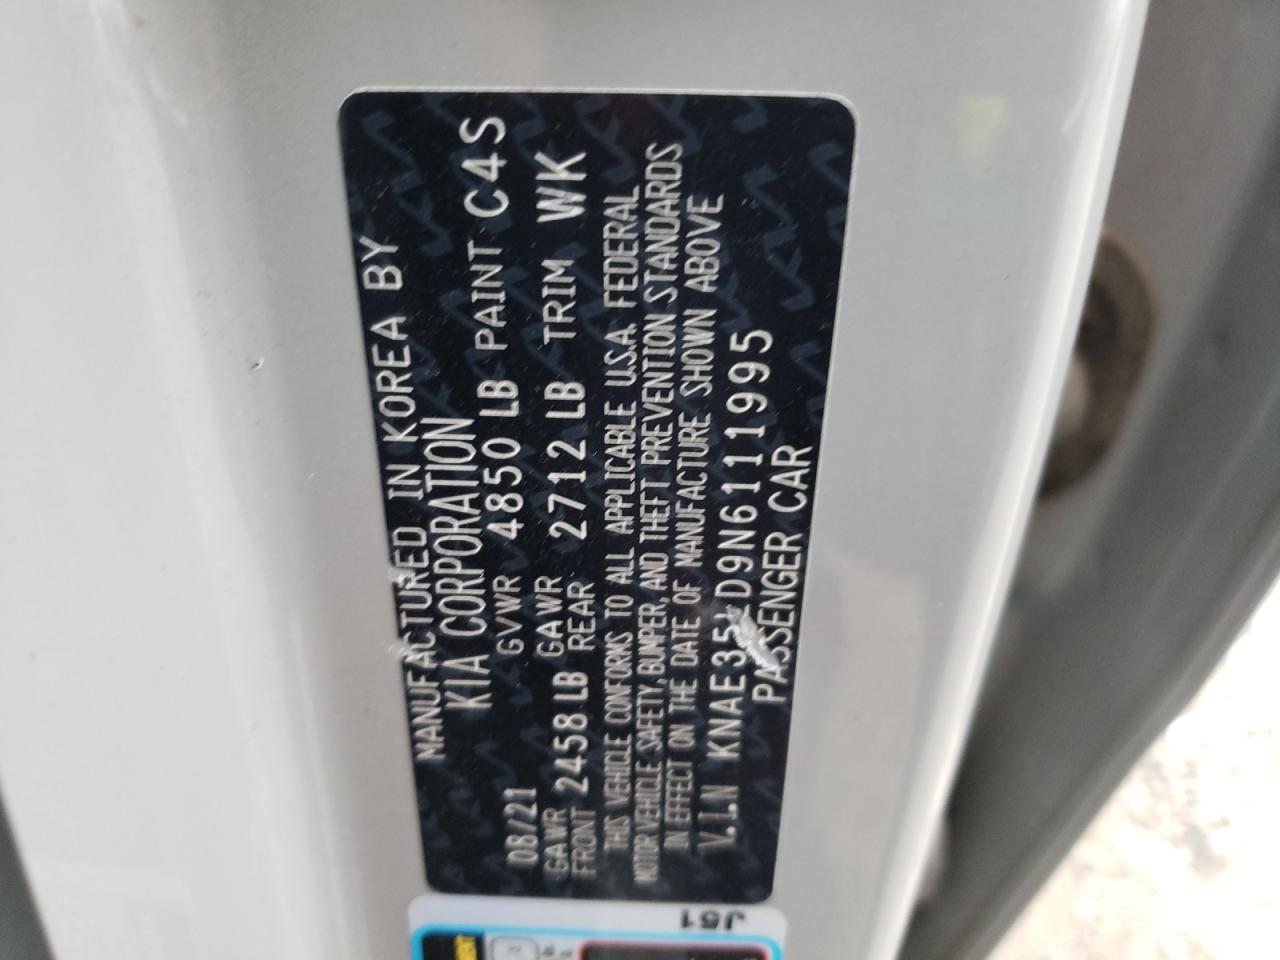 MANUFACTURED IN KOREA BY
KIA CORPORATION
08/21 GVWR 4850 LB PAINT C4S
GAWR FRONT 2458 LB GAWR REAR 2712 LB TRIM WK
THIS VEHICLE CONFORMS TO ALL APPLICABLE U.S.A. FEDERAL
MOTOR VEHICLE SAFETY, BUMPER, AND THEFT PREVENTION STANDARDS
IN EFFECT ON THE DATE OF MANUFACTURE SHOWN ABOVE
V.I.N KNAE35LD9N6111995
PASSENGER CAR
J51